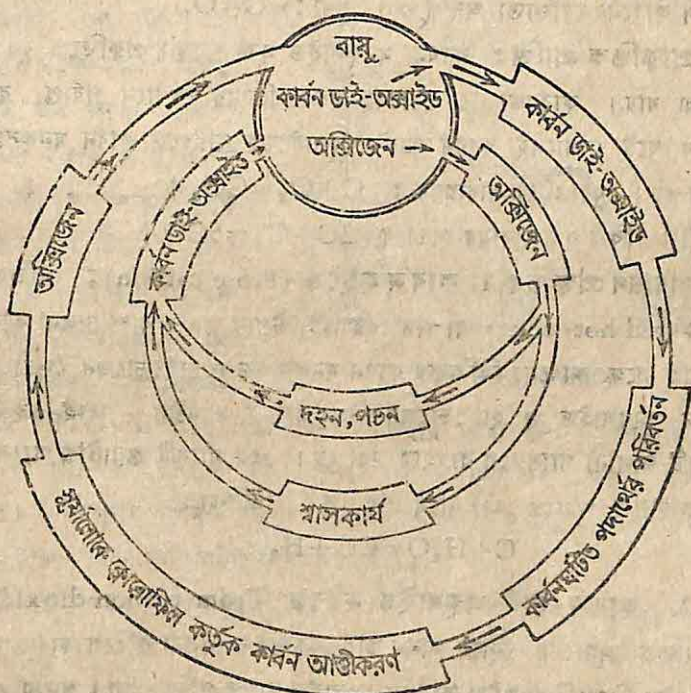 বায়ু
কার্বন ডাই-অক্সাইড
অক্সিজেন
কার্বন ডাই-অক্সাইড
অক্সিজেন
কার্বন ডাই-অক্সাইড
অক্সিজেন
দহন, পচন
শ্বাসকার্য
কার্বনঘটিত পদার্থের পরিবর্তন
সূর্যালোকে ক্লোরোফিল কর্তৃক কার্বন আত্তীকরণ